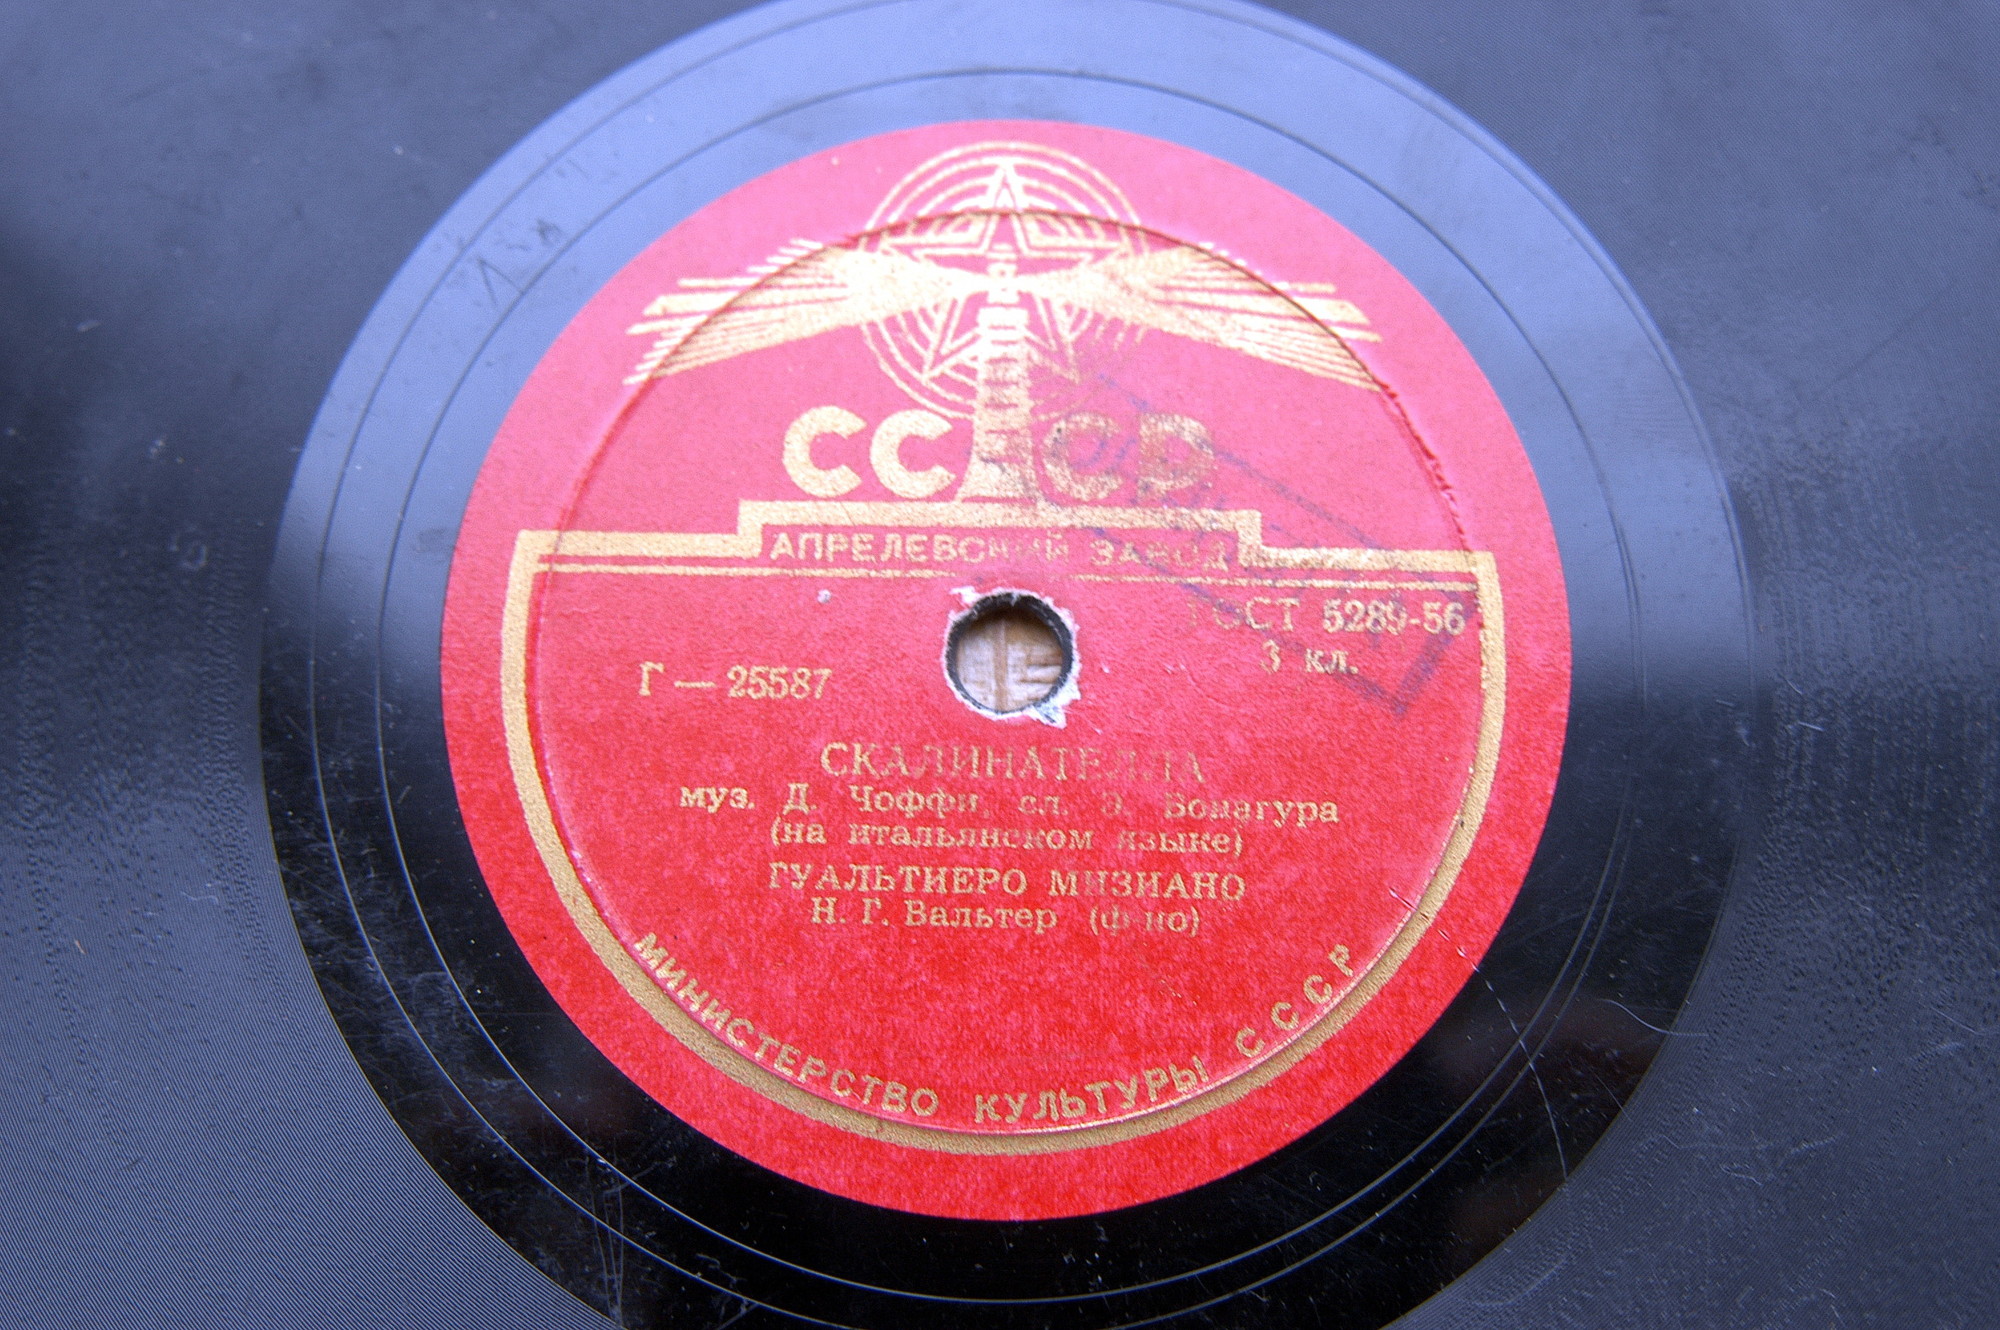 СССР
АПРЕЛЕВСКИЙ ЗАВОД
ГОСТ 5289-56
3 кл.
Г — 25587
СКАЛИНАТЕЛЛА
муз. Д. Чоффи, сл. Э. Бонагура
(на итальянском языке)
ГУАЛЬТИЕРО МИЗИАНО
Н. Г. Вальтер (ф-но)
МИНИСТЕРСТВО КУЛЬТУРЫ СССР